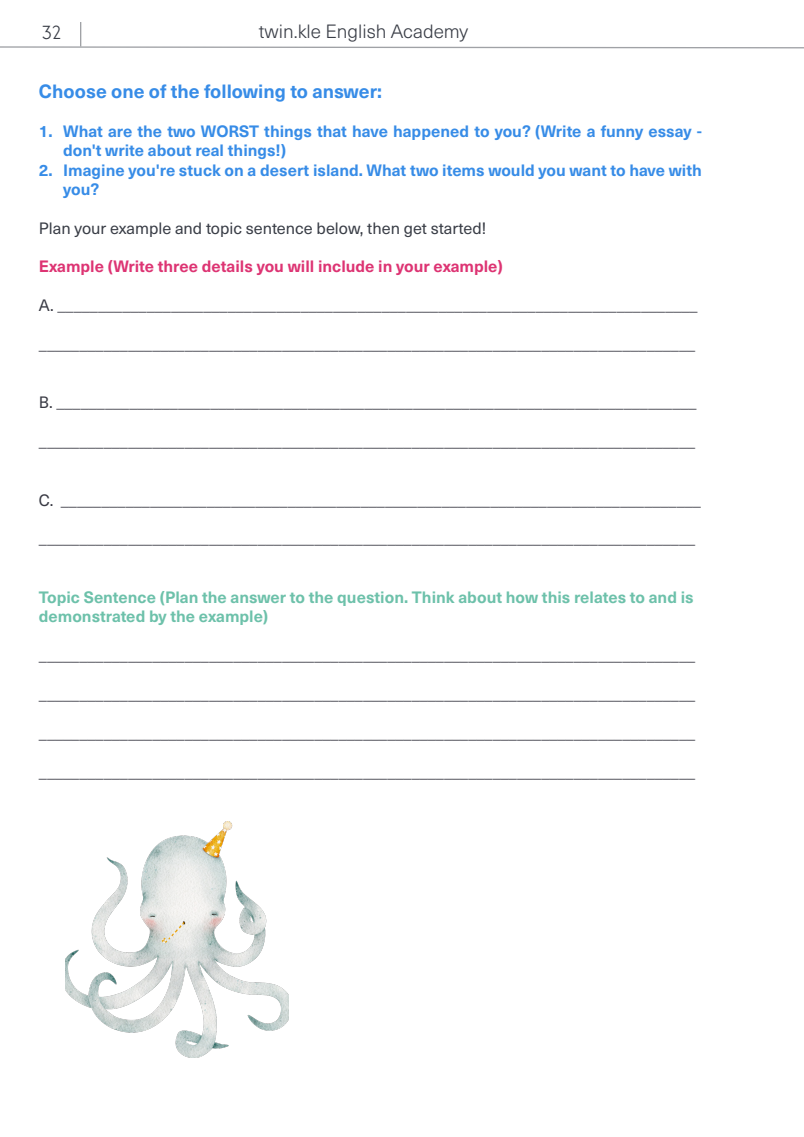 32
twin.kle English Academy
Choose one of the following to answer:
1. What are the two WORST things that have happened to you? (Write a funny essay -
don't write about real things!)
2. Imagine you're stuck on a desert island. What two items would you want to have with
you?
Plan your example and topic sentence below, then get started!
Example (Write three details you will include in your example)
A.
B.
C.
Topic Sentence (Plan the answer to the question. Think about how this relates to and is
demonstrated by the example)